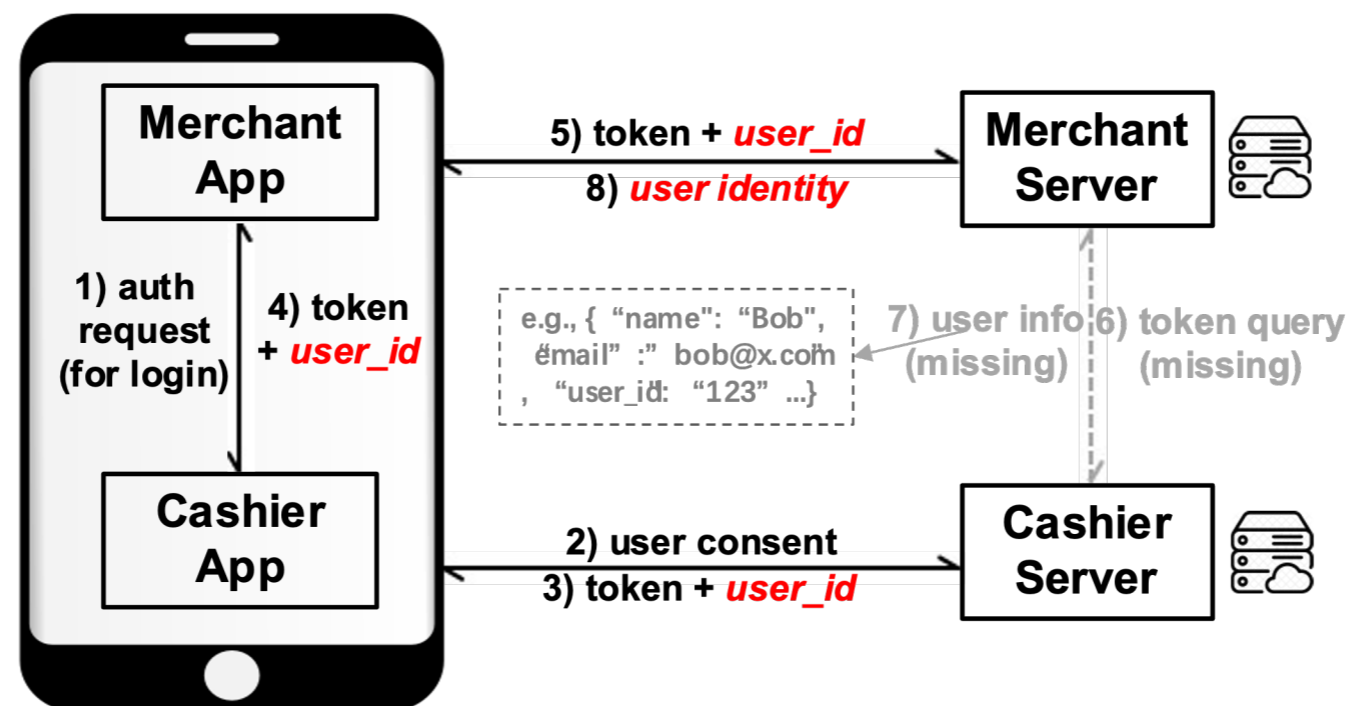 Merchant
App
5) token + user_id
8) user identity
Merchant
Server
1) auth
request
(for login)
4) token
+ user_id
e.g., { “name": “Bob",
“email” :” bob@x.com”
, “user_id": “123” ...}
7) user info
(missing)
6) token query
(missing)
Cashier
App
2) user consent
3) token + user_id
Cashier
Server